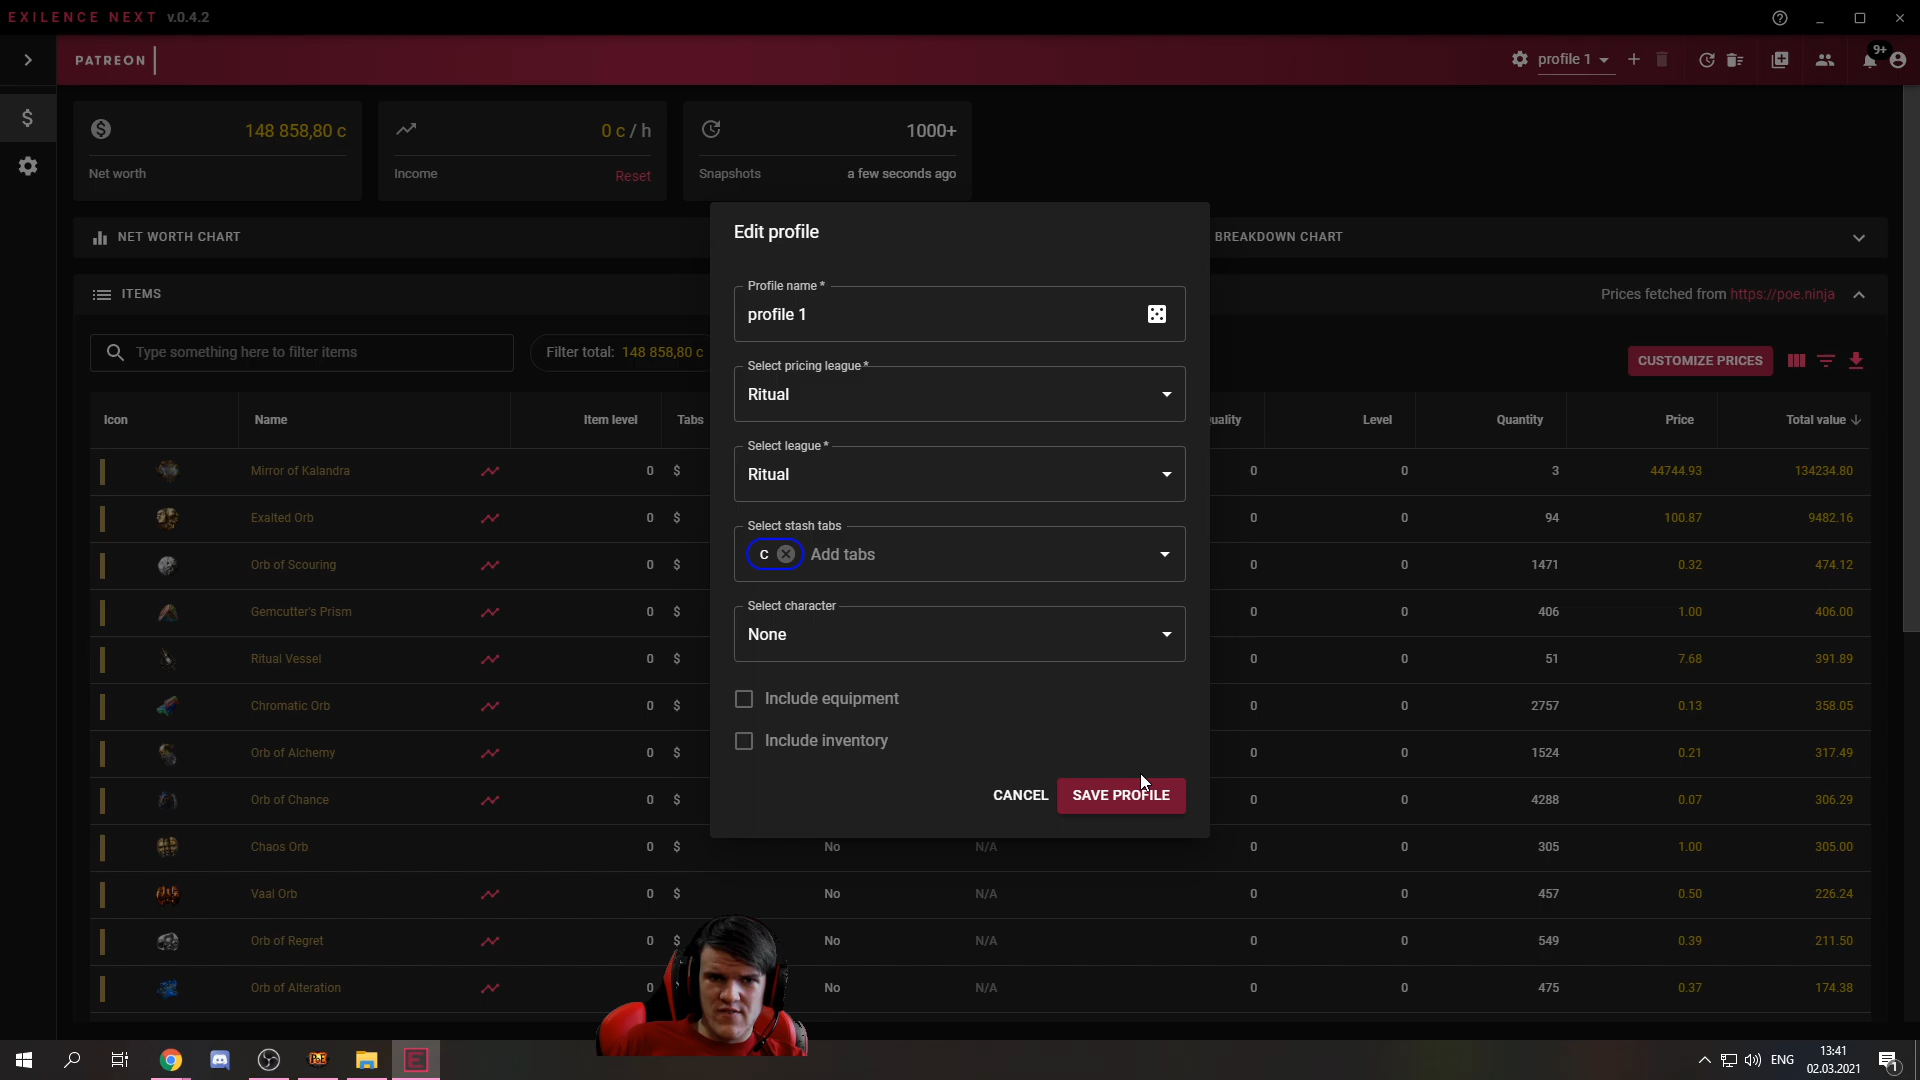 EXILENCE NEXT v.0.4.2
PATREON
profile 1
9+
148 858,80 c
Net worth
0 c / h
Income
Reset
1000+
Snapshots
a few seconds ago
NET WORTH CHART
BREAKDOWN CHART
ITEMS
Prices fetched from https://poe.ninja
Type something here to filter items
Filter total: 148 858,80 c
CUSTOMIZE PRICES
Icon Name Item level Tabs uality Level Quantity Price Total value
Mirror of Kalandra 0 $ 0 0 3 44744.93 134234.80
Exalted Orb 0 $ 0 0 94 100.87 9482.16
Orb of Scouring 0 $ 0 0 1471 0.32 474.12
Gemcutter's Prism 0 $ 0 0 406 1.00 406.00
Ritual Vessel 0 $ 0 0 51 7.68 391.89
Chromatic Orb 0 $ 0 0 2757 0.13 358.05
Orb of Alchemy 0 $ 0 0 1524 0.21 317.49
Orb of Chance 0 $ 0 0 4288 0.07 306.29
Chaos Orb 0 $ No N/A 0 0 305 1.00 305.00
Vaal Orb 0 $ No N/A 0 0 457 0.50 226.24
Orb of Regret 0 $ No N/A 0 0 549 0.39 211.50
Orb of Alteration 0 No N/A 0 0 475 0.37 174.38
Edit profile
Profile name *
profile 1
Select pricing league *
Ritual
Select league *
Ritual
Select stash tabs
C Add tabs
Select character
None
Include equipment
Include inventory
CANCEL
SAVE PROFILE
PoE
E
ENG
13:41
02.03.2021
1